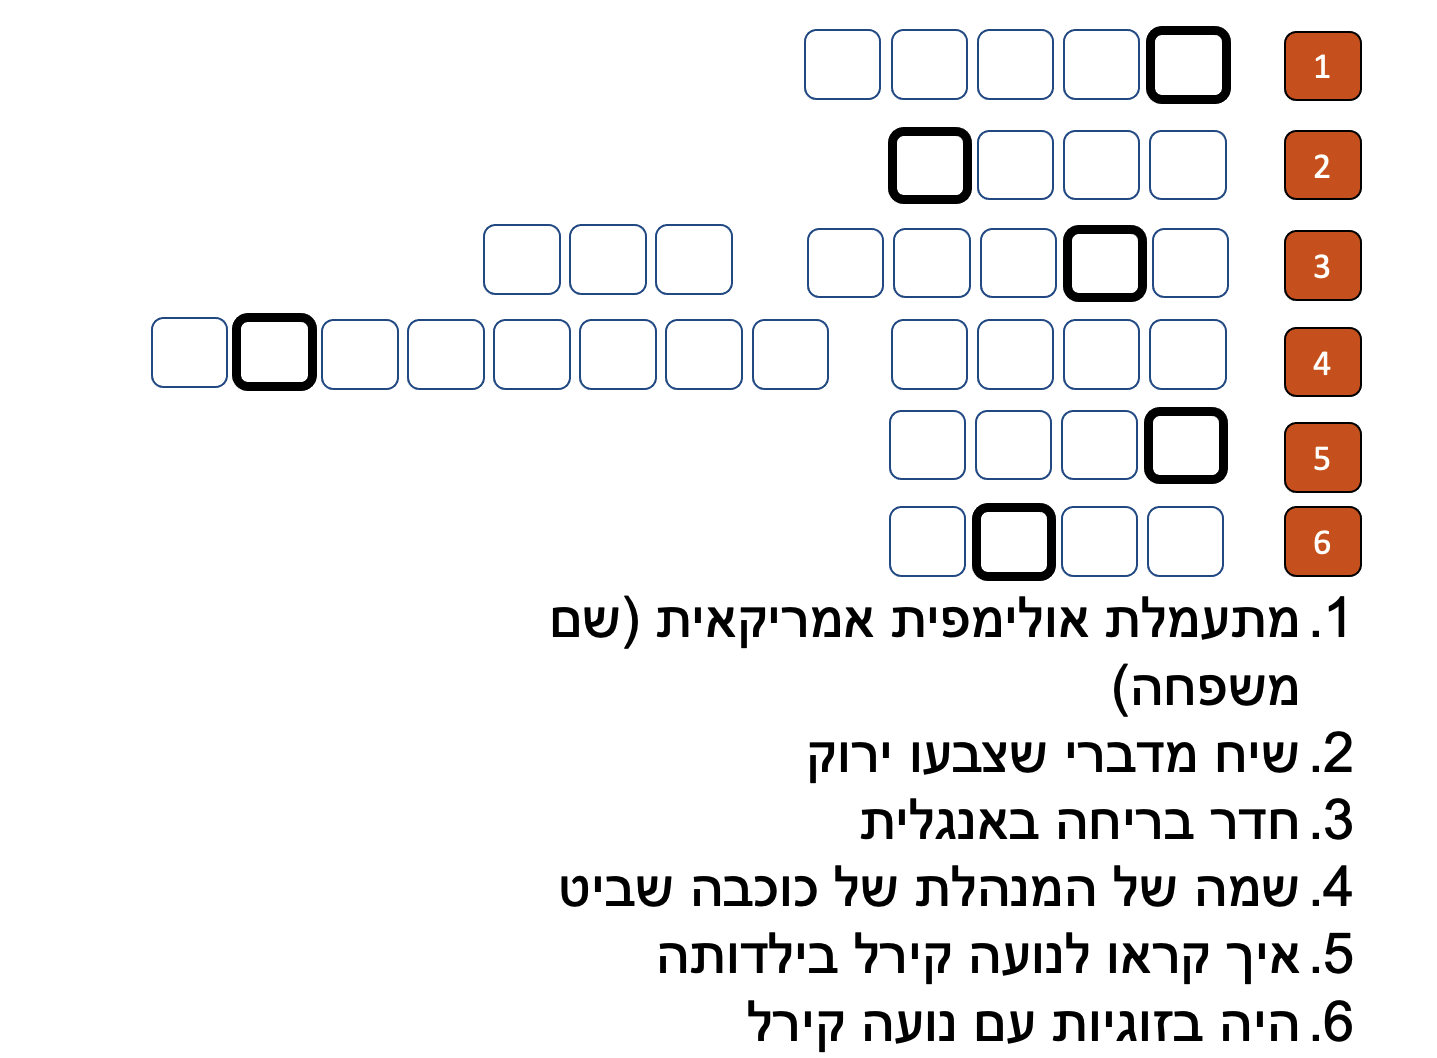 1
2
3
4
5
6
1. מתעמלת אולימפית אמריקאית (שם
משפחה)
2. שיח מדברי שצבעו ירוק
3. חדר בריחה באנגלית
4. שמה של המנהלת של כוכבה שביט
5. איך קראו לנועה קירל בילדותה
6. היה בזוגיות עם נועה קירל